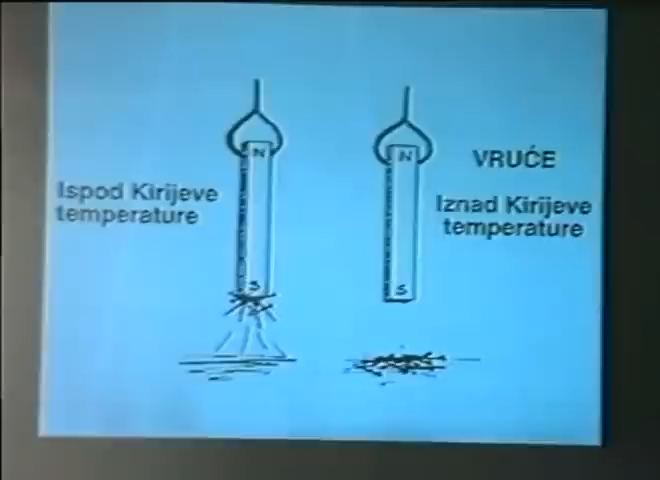 N
N
VRUĆE
Ispod Kirijeve
temperature
Iznad Kirijeve
temperature
S
S